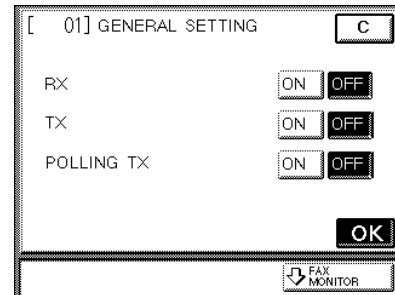 [ 01] GENERAL SETTING C
RX ON OFF
TX ON OFF
POLLING TX ON OFF
OK
FAX
MONITOR